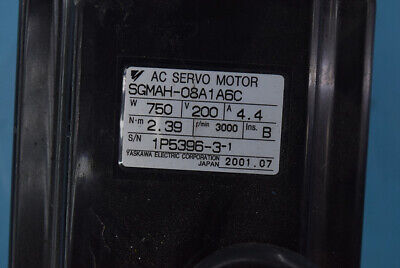 AC SERVO MOTOR
SGMAH-08A1A6C
W 750 V 200 A 4.4
N·m 2.39 r/min 3000 Ins. B
S/N 1P5396-3-1
YASKAWA ELECTRIC CORPORATION
JAPAN 2001.07